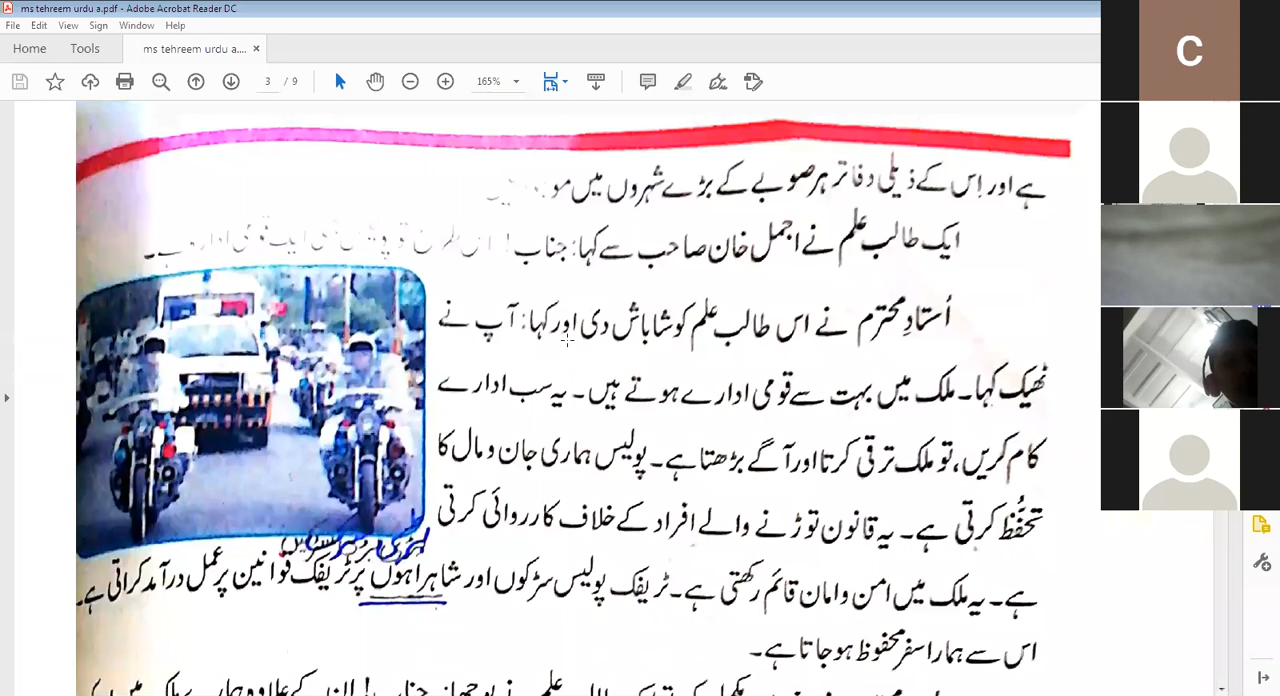 ms tehreem urdu a.pdf - Adobe Acrobat Reader DC
File Edit View Sign Window Help
Home Tools ms tehreem urdu a.... ×
3 / 9 165%
C
ہے اور اِس کے ذیلی دفاتر ہر صوبے کے بڑے شہروں میں
ایک طالب علم نے اجمل خان صاحب سے کہا: جناب!
اُستادِ محترم نے اس طالب علم کو شاباش دی اور کہا: آپ نے
ٹھیک کہا۔ ملک میں بہت سے قومی ادارے ہوتے ہیں۔ یہ سب ادارے
کام کریں، تو ملک ترقی کرتا اور آگے بڑھتا ہے۔ پولیس ہماری جان و مال کا
تحفُّظ کرتی ہے۔ یہ قانون توڑنے والے افراد کے خلاف کارروائی کرتی
ہے۔ یہ ملک میں امن و امان قائم رکھتی ہے۔ ٹریفک پولیس سڑکوں اور شاہراہوں پر ٹریفک قوانین پر عمل درآمد کراتی ہے۔
اس سے ہمارا سفر محفوظ ہو جاتا ہے۔